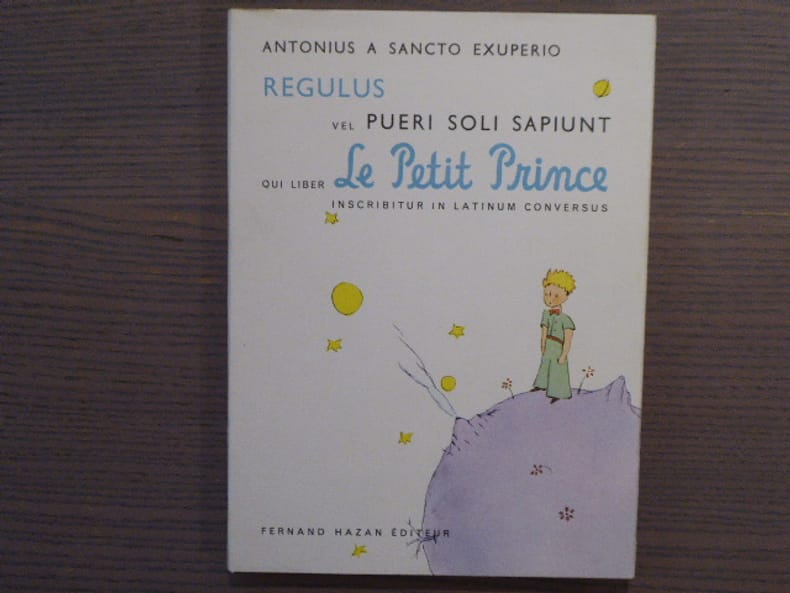 ANTONIUS A SANCTO EXUPERIO
REGULUS
VEL PUERI SOLI SAPIUNT
QUI LIBER Le Petit Prince
INSCRIBITUR IN LATINUM CONVERSUS
FERNAND HAZAN ÉDITEUR